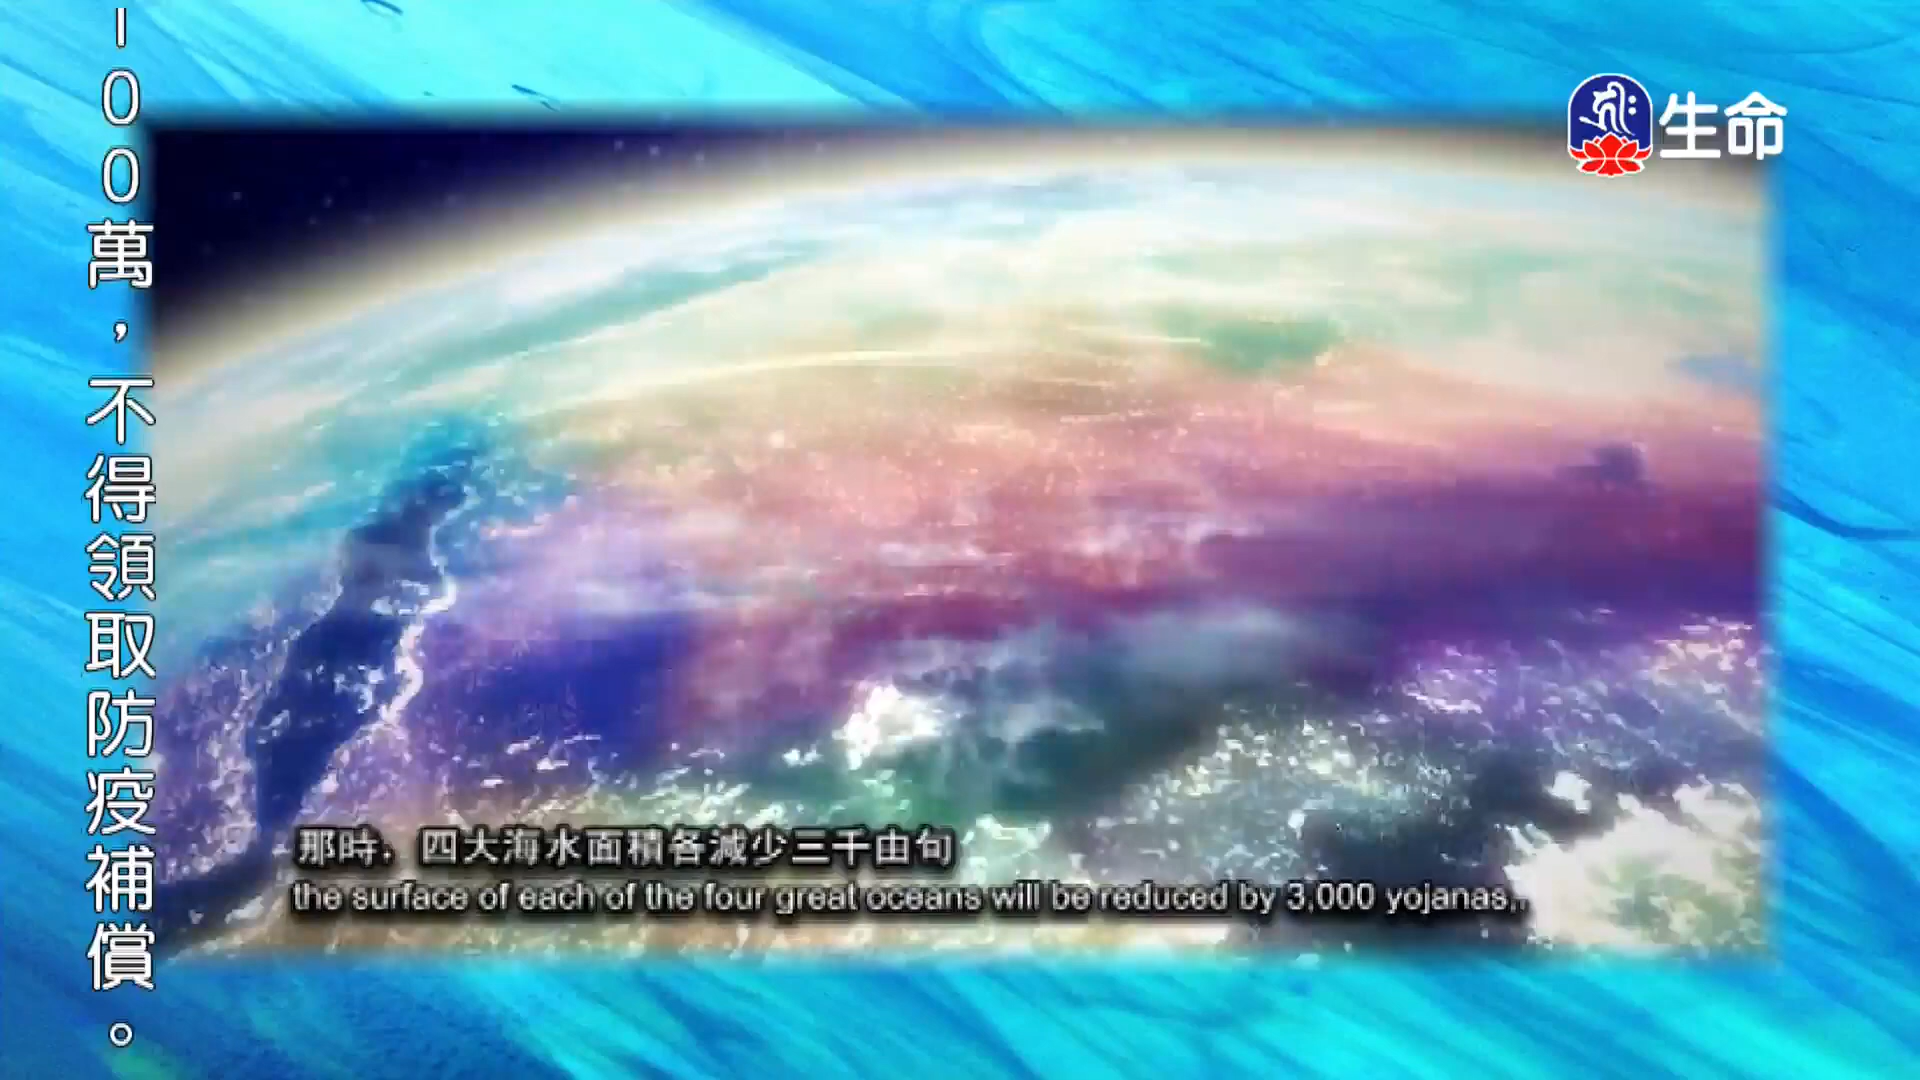 100萬，不得領取防疫補償。
生命
那時，四大海水面積各減少三千由旬
the surface of each of the four great oceans will be reduced by 3,000 yojanas,